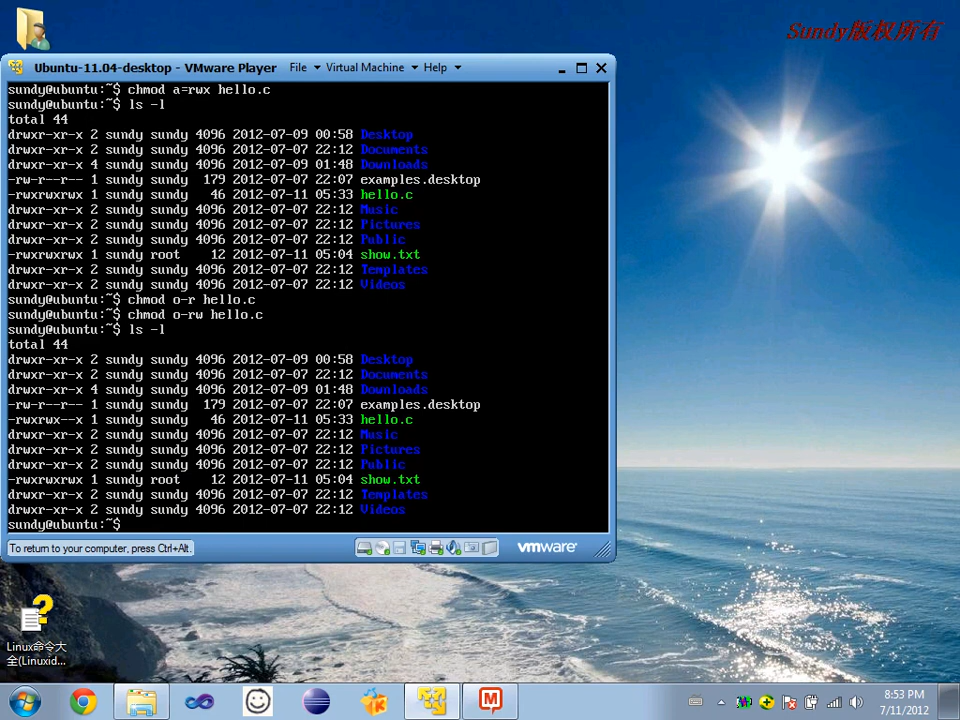 Sundy版权所有
Ubuntu-11.04-desktop - VMware Player File Virtual Machine Help
sundy@ubuntu:~$ chmod a=rwx hello.c
sundy@ubuntu:~$ ls -l
total 44
drwxr-xr-x 2 sundy sundy 4096 2012-07-09 00:58 Desktop
drwxr-xr-x 2 sundy sundy 4096 2012-07-07 22:12 Documents
drwxr-xr-x 4 sundy sundy 4096 2012-07-09 01:48 Downloads
-rw-r--r-- 1 sundy sundy  179 2012-07-07 22:07 examples.desktop
-rwxrwxrwx 1 sundy sundy   46 2012-07-11 05:33 hello.c
drwxr-xr-x 2 sundy sundy 4096 2012-07-07 22:12 Music
drwxr-xr-x 2 sundy sundy 4096 2012-07-07 22:12 Pictures
drwxr-xr-x 2 sundy sundy 4096 2012-07-07 22:12 Public
-rwxrwxrwx 1 sundy root    12 2012-07-11 05:04 show.txt
drwxr-xr-x 2 sundy sundy 4096 2012-07-07 22:12 Templates
drwxr-xr-x 2 sundy sundy 4096 2012-07-07 22:12 Videos
sundy@ubuntu:~$ chmod o-r hello.c
sundy@ubuntu:~$ chmod o-rw hello.c
sundy@ubuntu:~$ ls -l
total 44
drwxr-xr-x 2 sundy sundy 4096 2012-07-09 00:58 Desktop
drwxr-xr-x 2 sundy sundy 4096 2012-07-07 22:12 Documents
drwxr-xr-x 4 sundy sundy 4096 2012-07-09 01:48 Downloads
-rw-r--r-- 1 sundy sundy  179 2012-07-07 22:07 examples.desktop
-rwxrwx--x 1 sundy sundy   46 2012-07-11 05:33 hello.c
drwxr-xr-x 2 sundy sundy 4096 2012-07-07 22:12 Music
drwxr-xr-x 2 sundy sundy 4096 2012-07-07 22:12 Pictures
drwxr-xr-x 2 sundy sundy 4096 2012-07-07 22:12 Public
-rwxrwxrwx 1 sundy root    12 2012-07-11 05:04 show.txt
drwxr-xr-x 2 sundy sundy 4096 2012-07-07 22:12 Templates
drwxr-xr-x 2 sundy sundy 4096 2012-07-07 22:12 Videos
sundy@ubuntu:~$
To return to your computer, press Ctrl+Alt.
vmware
Linux命令大
全(Linuxid...
8:53 PM
7/11/2012